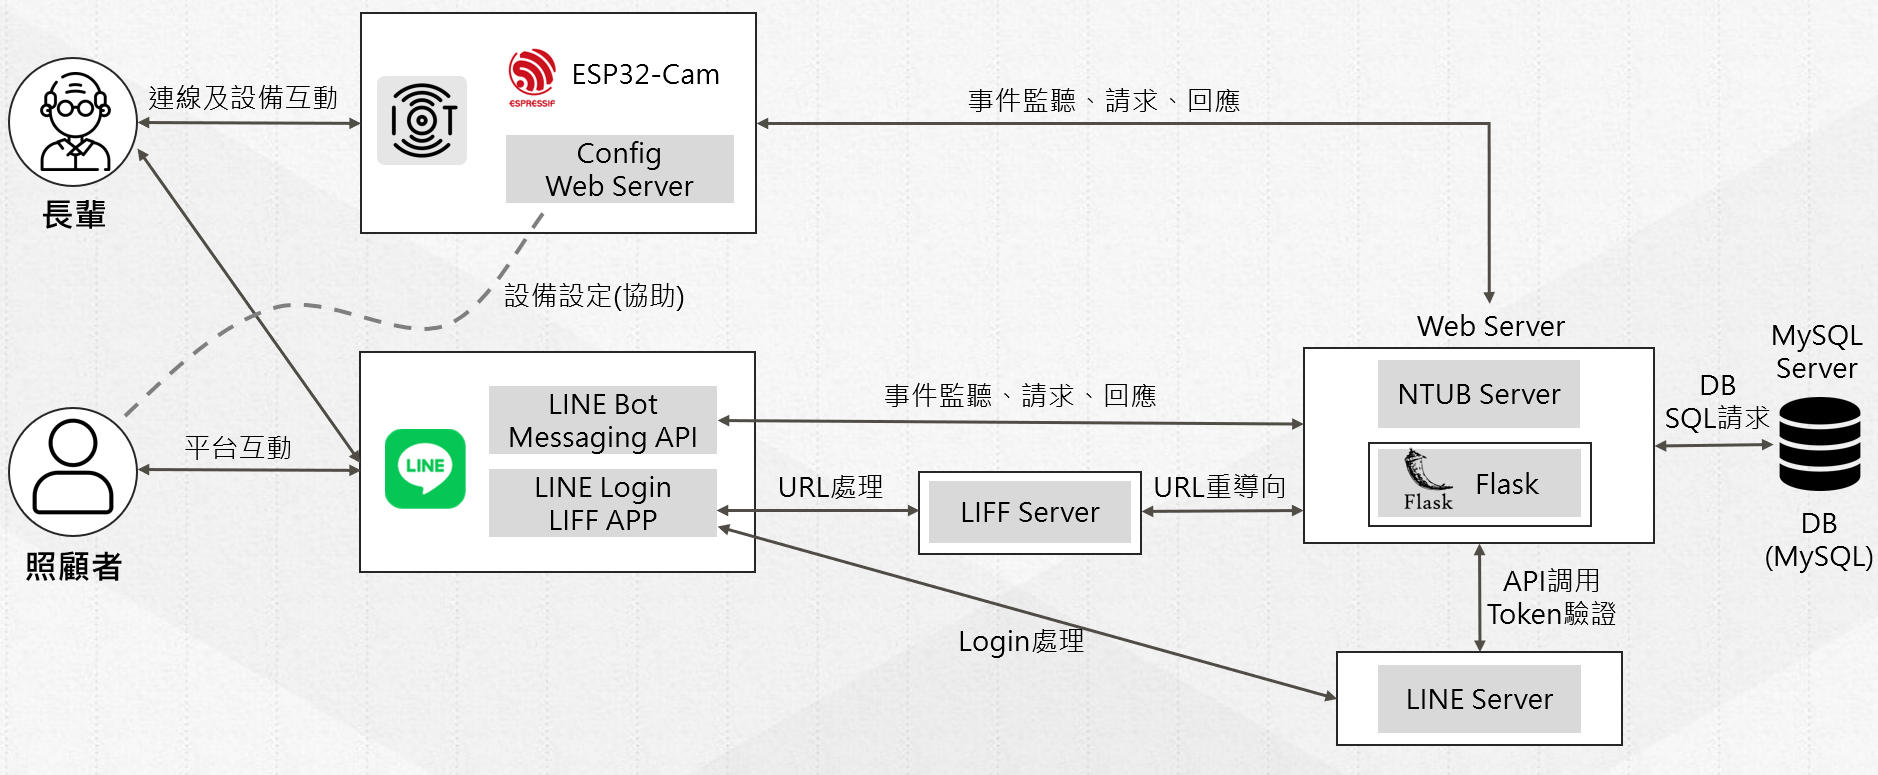 長輩
連線及設備互動
IOT
ESPRESSIF
ESP32-Cam
Config
Web Server
事件監聽、請求、回應
設備設定(協助)
照顧者
平台互動
LINE
LINE Bot
Messaging API
LINE Login
LIFF APP
事件監聽、請求、回應
URL處理
LIFF Server
URL重導向
Login處理
Web Server
NTUB Server
Flask
Flask
DB
SQL請求
MySQL
Server
DB
(MySQL)
API調用
Token驗證
LINE Server